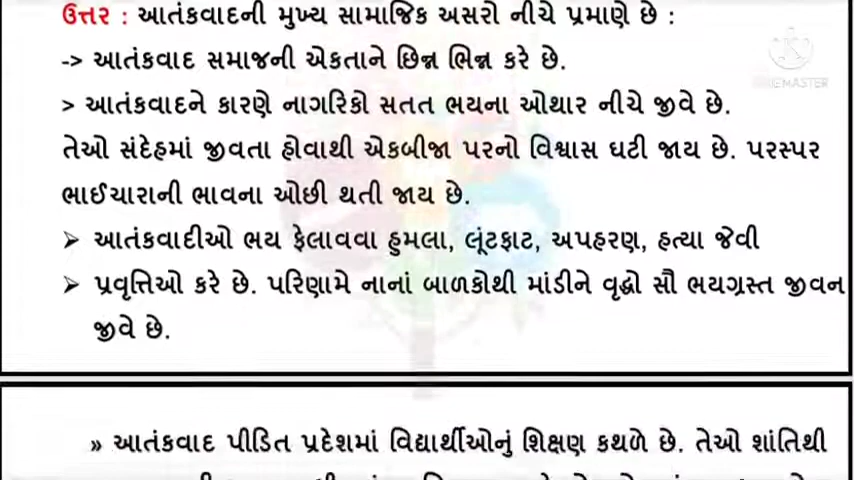 ઉત્તર : આતંકવાદની મુખ્ય સામાજિક અસરો નીચે પ્રમાણે છે :
-> આતંકવાદ સમાજની એકતાને છિન્ન ભિન્ન કરે છે.
> આતંકવાદને કારણે નાગરિકો સતત ભયના ઓથાર નીચે જીવે છે.
તેઓ સંદેહમાં જીવતા હોવાથી એકબીજા પરનો વિશ્વાસ ઘટી જાય છે. પરસ્પર
ભાઈચારાની ભાવના ઓછી થતી જાય છે.
➤ આતંકવાદીઓ ભય ફેલાવવા હુમલા, લૂંટફાટ, અપહરણ, હત્યા જેવી
➤ પ્રવૃત્તિઓ કરે છે. પરિણામે નાનાં બાળકોથી માંડીને વૃદ્ધો સૌ ભયગ્રસ્ત જીવન
જીવે છે.
» આતંકવાદ પીડિત પ્રદેશમાં વિદ્યાર્થીઓનું શિક્ષણ કથળે છે. તેઓ શાંતિથી
KINEMASTER